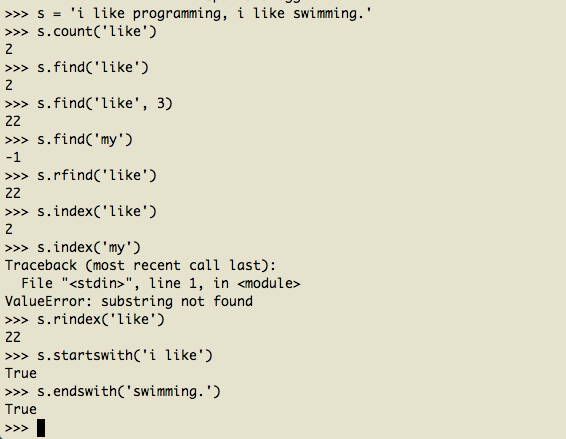 >>> s = 'i like programming, i like swimming.'
>>> s.count('like')
2
>>> s.find('like')
2
>>> s.find('like', 3)
22
>>> s.find('my')
-1
>>> s.rfind('like')
22
>>> s.index('like')
2
>>> s.index('my')
Traceback (most recent call last):
  File "<stdin>", line 1, in <module>
ValueError: substring not found
>>> s.rindex('like')
22
>>> s.startswith('i like')
True
>>> s.endswith('swimming.')
True
>>>